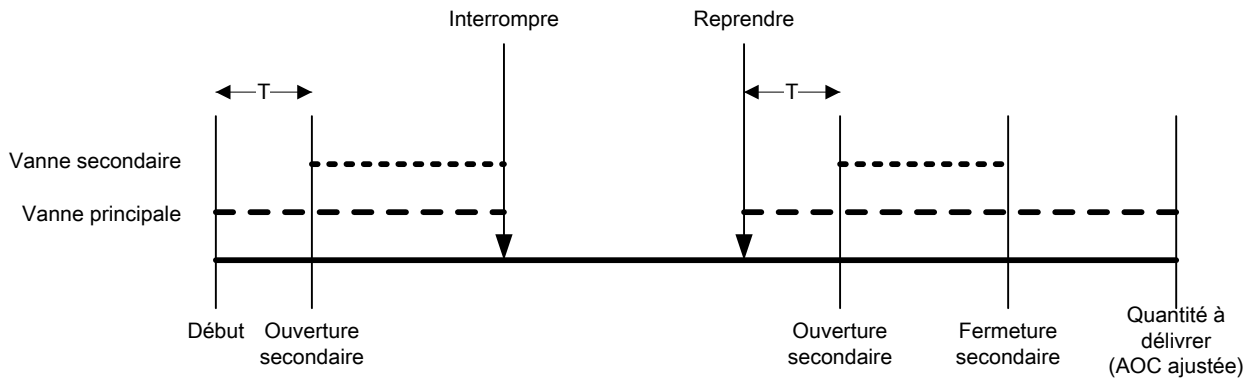 Interrompre
Reprendre
T
T
Vanne secondaire
Vanne principale
Début
Ouverture
secondaire
Ouverture
secondaire
Fermeture
secondaire
Quantité à
délivrer
(AOC ajustée)